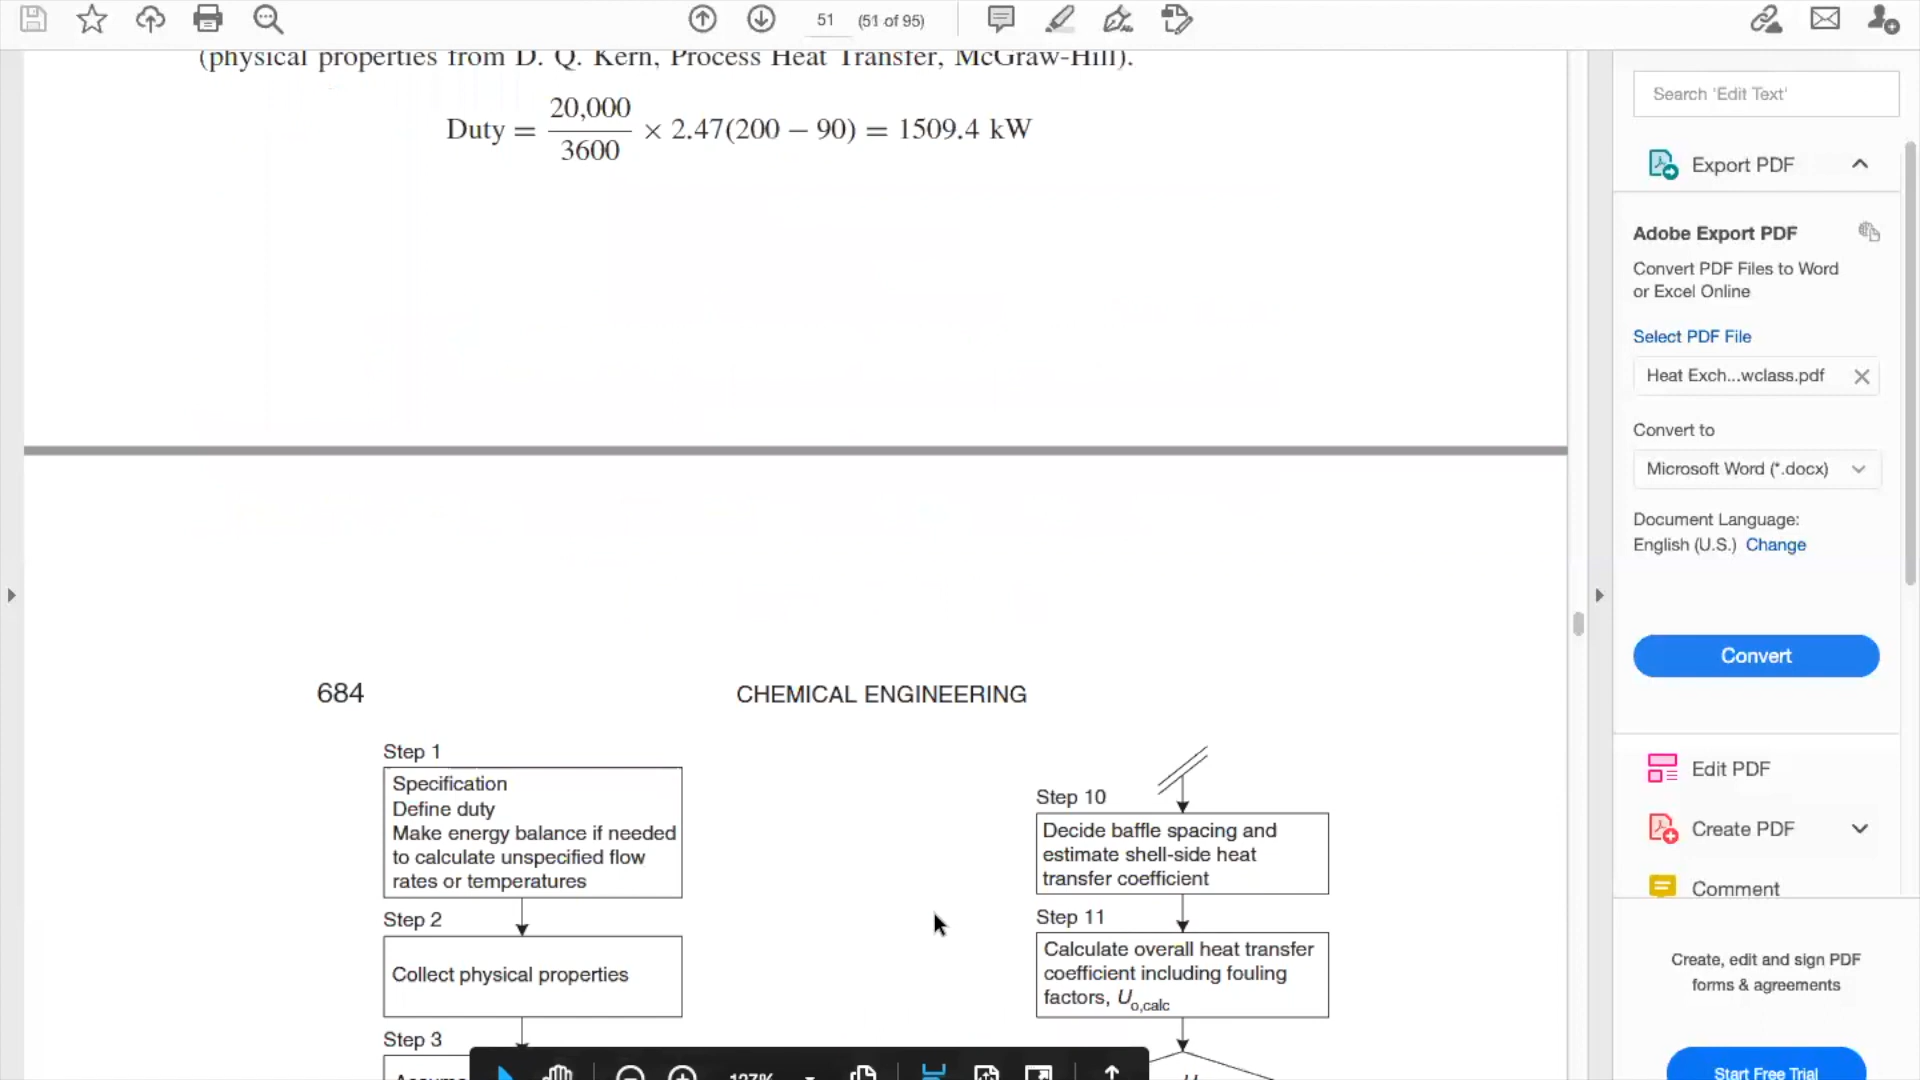 51 (51 of 95)
(physical properties from D. Q. Kern, Process Heat Transfer, McGraw-Hill).
Duty = 20,000/3600 × 2.47(200 − 90) = 1509.4 kW
684 CHEMICAL ENGINEERING
Step 1
Specification
Define duty
Make energy balance if needed
to calculate unspecified flow
rates or temperatures
Step 2
Collect physical properties
Step 3
Step 10
Decide baffle spacing and
estimate shell-side heat
transfer coefficient
Step 11
Calculate overall heat transfer
coefficient including fouling
factors, Uo,calc
Search 'Edit Text'
Export PDF
Adobe Export PDF
Convert PDF Files to Word
or Excel Online
Select PDF File
Heat Exch...wclass.pdf
Convert to
Microsoft Word (*.docx)
Document Language:
English (U.S.) Change
Convert
Edit PDF
Create PDF
Comment
Create, edit and sign PDF
forms & agreements
Start Free Trial